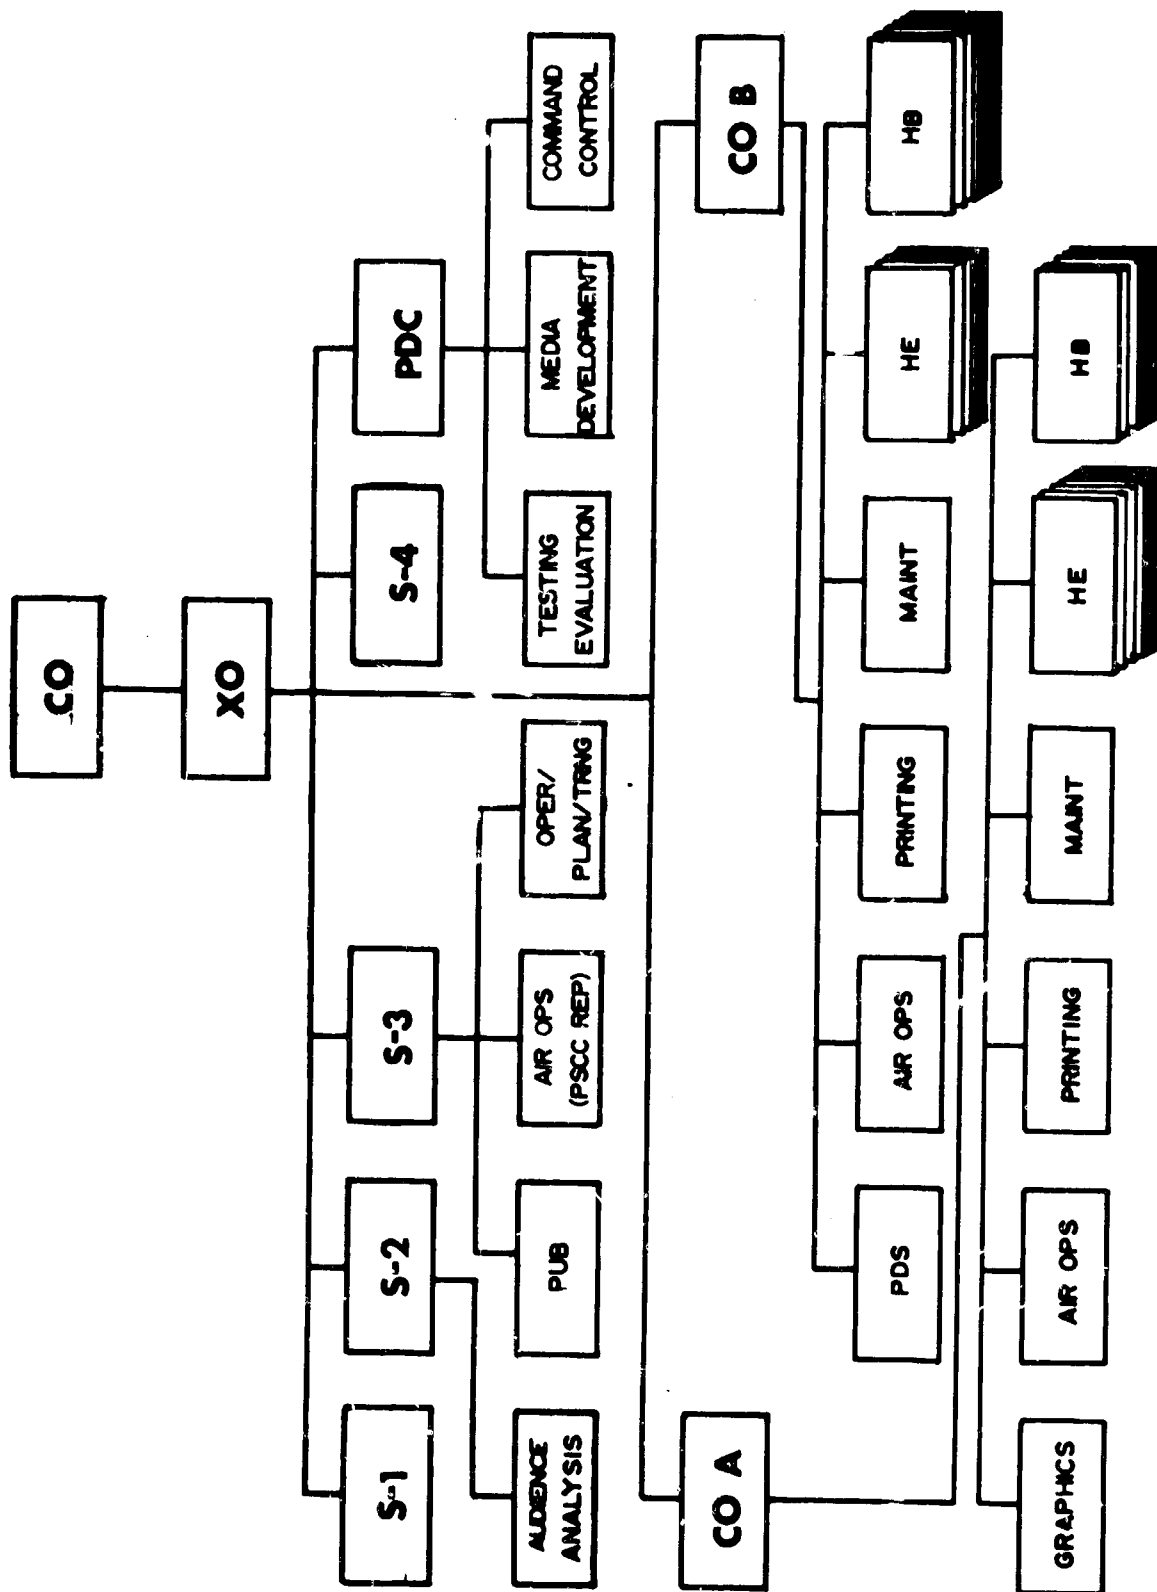 CO
XO
S-1
S-2
S-3
S-4
PDC
AUDIENCE
ANALYSIS
PUB
AIR OPS
(PSCC REP)
OPER/
PLAN/TRNG
TESTING
EVALUATION
MEDIA
DEVELOPMENT
COMMAND
CONTROL
CO A
CO B
PDS
AIR OPS
PRINTING
MAINT
HE
HB
GRAPHICS
AIR OPS
PRINTING
MAINT
HE
HB